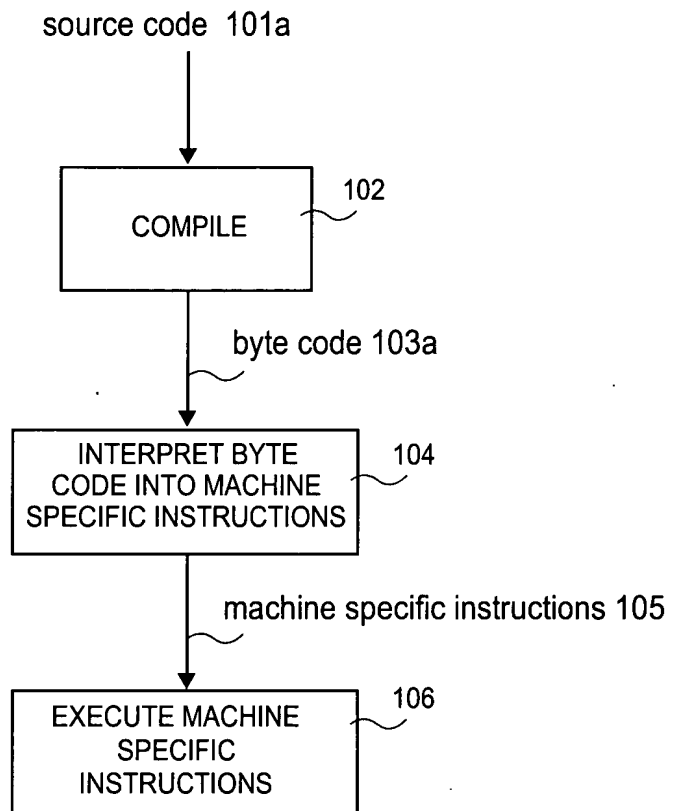 source code 101a
COMPILE
102
byte code 103a
INTERPRET BYTE
CODE INTO MACHINE
SPECIFIC INSTRUCTIONS
104
machine specific instructions 105
EXECUTE MACHINE
SPECIFIC
INSTRUCTIONS
106